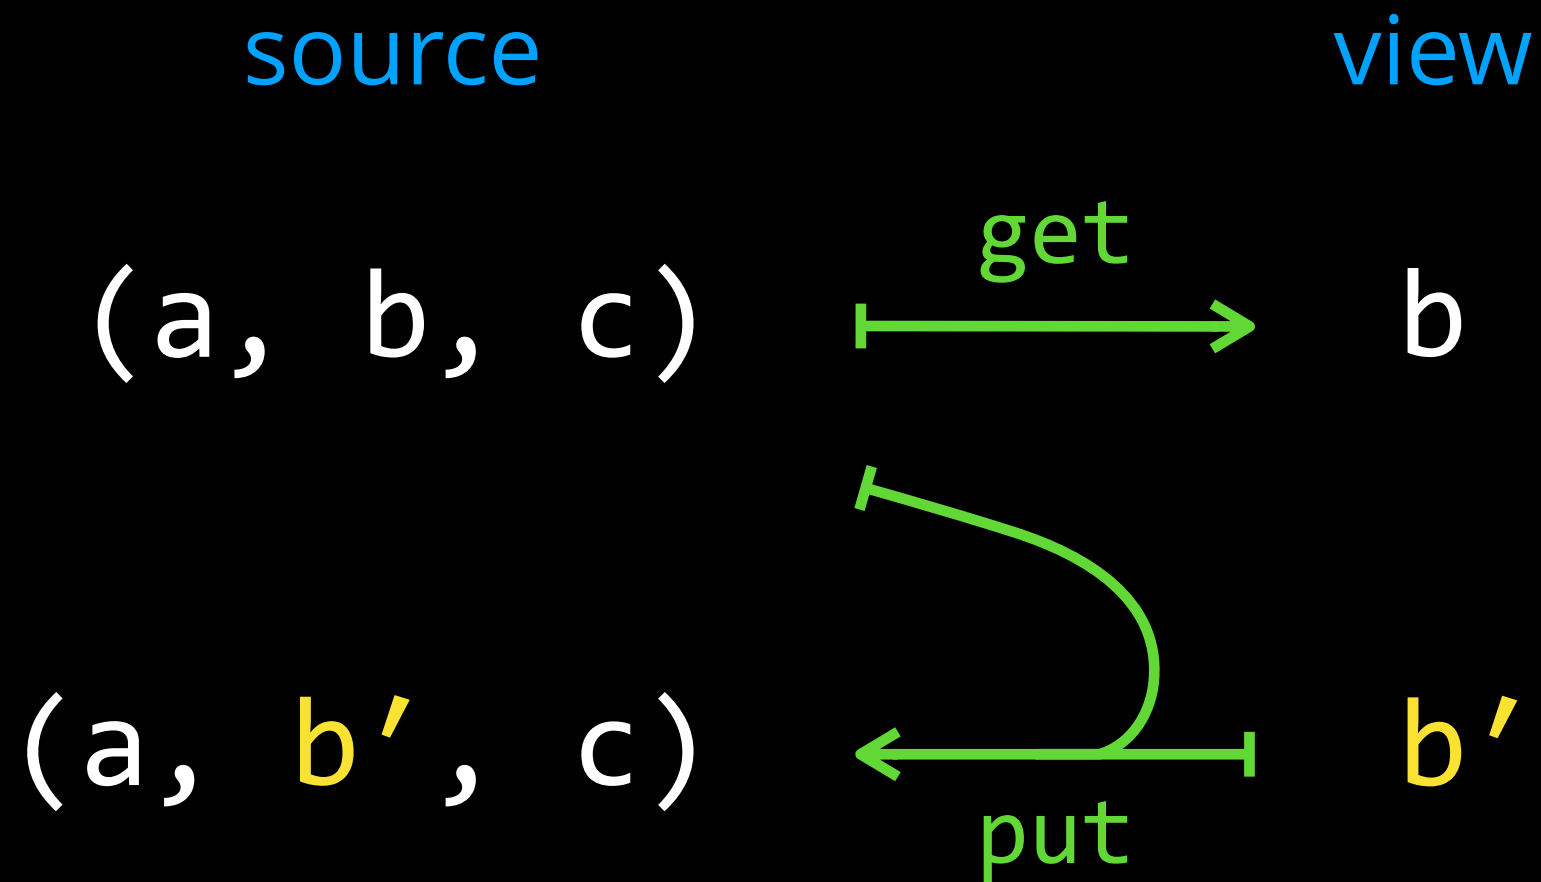 source view
get
(a, b, c) b
(a, b′, c) b′
put